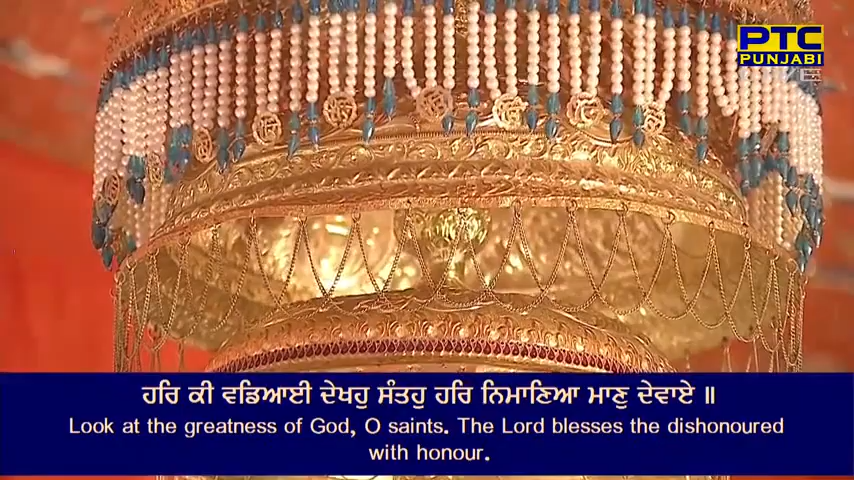 PTC
PUNJABI
ਹਰਿ ਕੀ ਵਡਿਆਈ ਦੇਖਹੁ ਸੰਤਹੁ ਹਰਿ ਨਿਮਾਣਿਆ ਮਾਣੁ ਦੇਵਾਏ ॥
Look at the greatness of God, O saints. The Lord blesses the dishonoured
with honour.